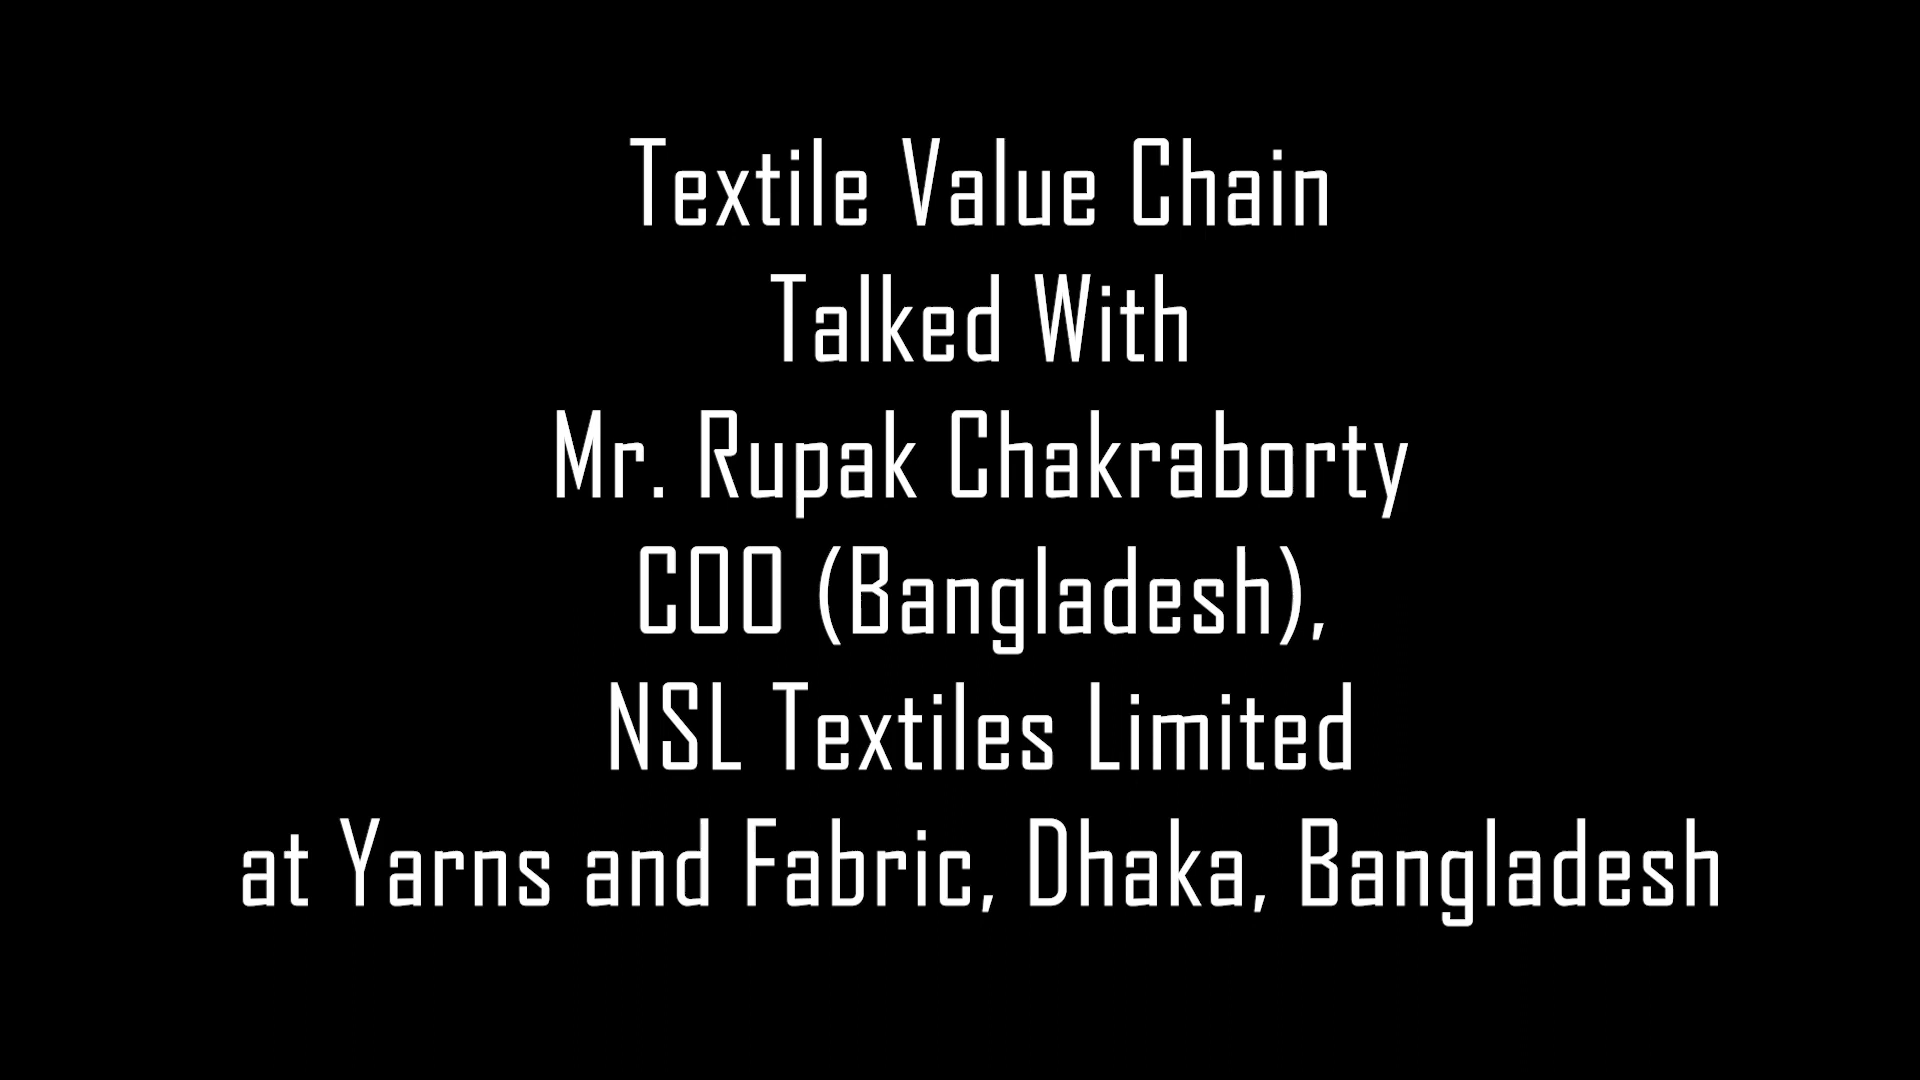 Textile Value Chain
Talked With
Mr. Rupak Chakraborty
COO (Bangladesh),
NSL Textiles Limited
at Yarns and Fabric, Dhaka, Bangladesh